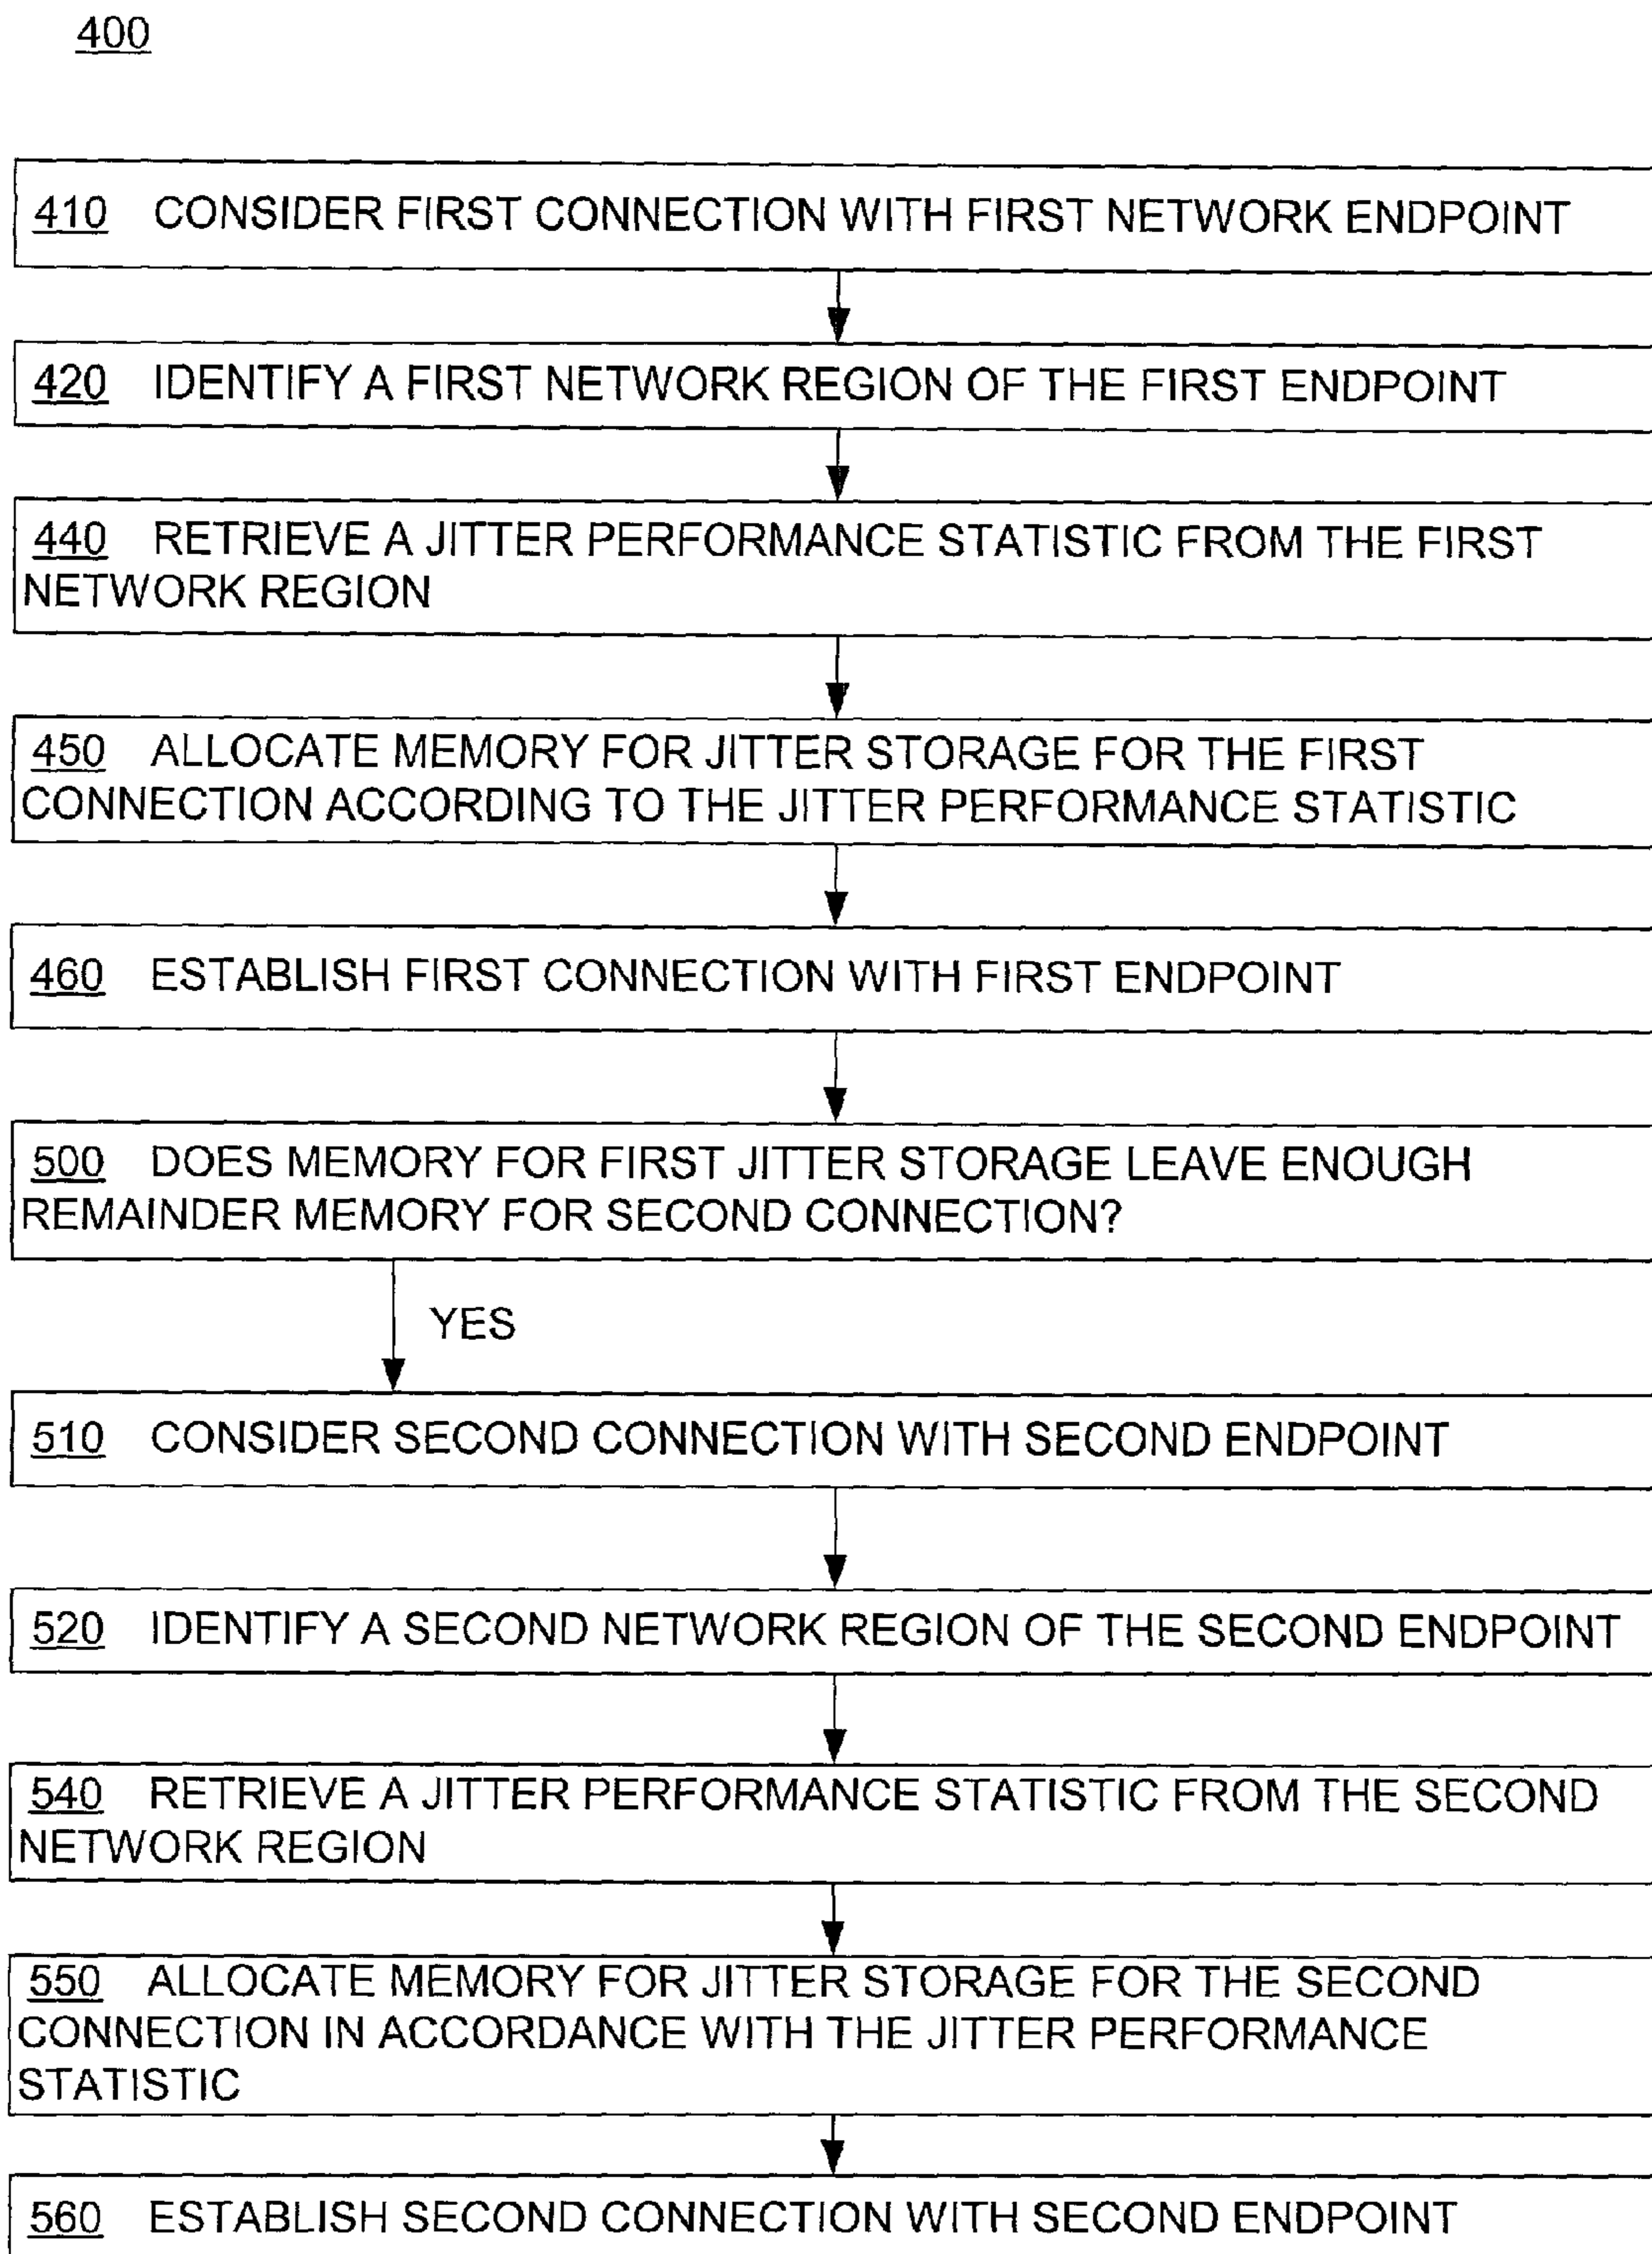 400
410 CONSIDER FIRST CONNECTION WITH FIRST NETWORK ENDPOINT
420 IDENTIFY A FIRST NETWORK REGION OF THE FIRST ENDPOINT
440 RETRIEVE A JITTER PERFORMANCE STATISTIC FROM THE FIRST
NETWORK REGION
450 ALLOCATE MEMORY FOR JITTER STORAGE FOR THE FIRST
CONNECTION ACCORDING TO THE JITTER PERFORMANCE STATISTIC
460 ESTABLISH FIRST CONNECTION WITH FIRST ENDPOINT
500 DOES MEMORY FOR FIRST JITTER STORAGE LEAVE ENOUGH
REMAINDER MEMORY FOR SECOND CONNECTION?
YES
510 CONSIDER SECOND CONNECTION WITH SECOND ENDPOINT
520 IDENTIFY A SECOND NETWORK REGION OF THE SECOND ENDPOINT
540 RETRIEVE A JITTER PERFORMANCE STATISTIC FROM THE SECOND
NETWORK REGION
550 ALLOCATE MEMORY FOR JITTER STORAGE FOR THE SECOND
CONNECTION IN ACCORDANCE WITH THE JITTER PERFORMANCE
STATISTIC
560 ESTABLISH SECOND CONNECTION WITH SECOND ENDPOINT